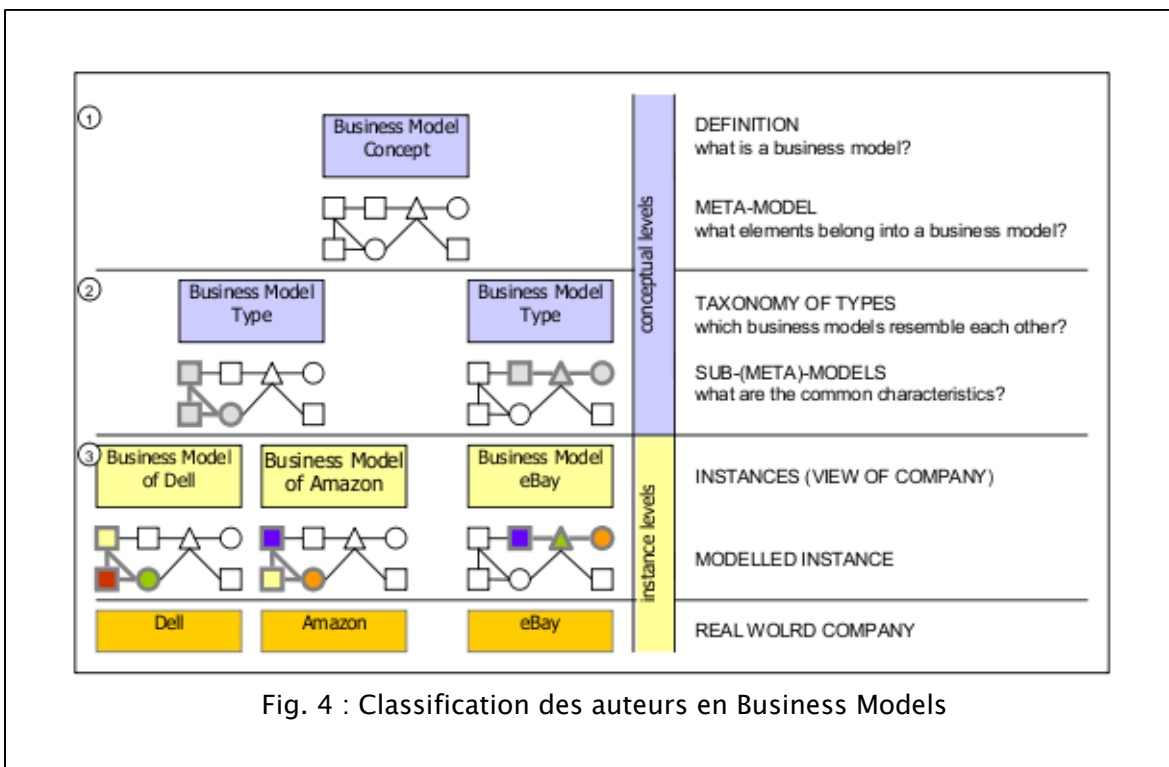 1
Business Model
Concept
DEFINITION
what is a business model?
META-MODEL
what elements belong into a business model?
conceptual levels
2
Business Model
Type
Business Model
Type
TAXONOMY OF TYPES
which business models resemble each other?
SUB-(META)-MODELS
what are the common characteristics?
3
Business Model
of Dell
Business Model
of Amazon
Business Model
eBay
INSTANCES (VIEW OF COMPANY)
MODELLED INSTANCE
instance levels
Dell
Amazon
eBay
REAL WOLRD COMPANY
Fig. 4 : Classification des auteurs en Business Models